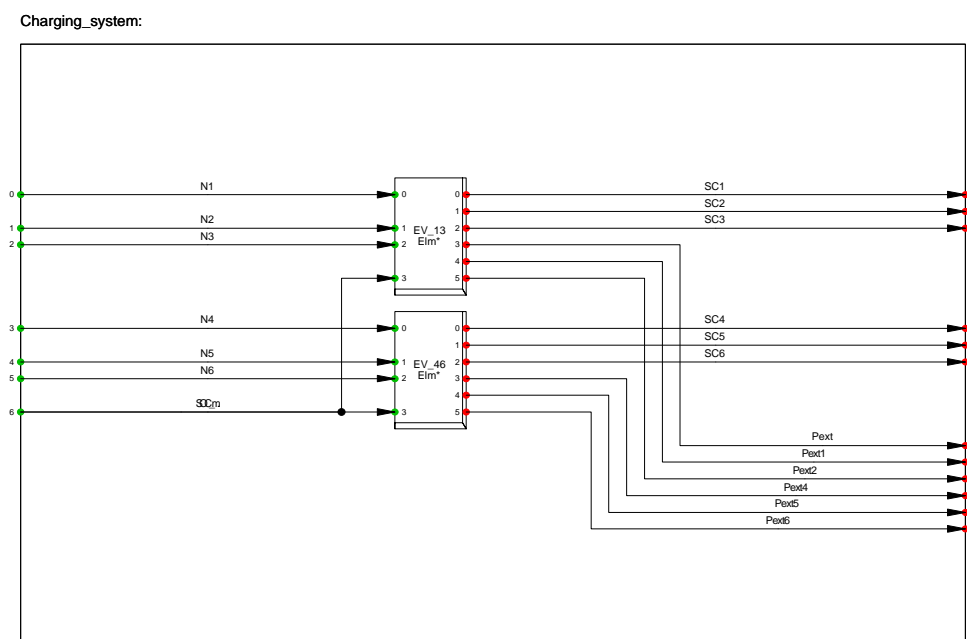 Charging_system:
N1
SC1
0
0
0
1
SC2
N2
SC3
1
1
EV_13
2
N3
Elm*
2
2
3
4
3
5
N4
SC4
3
0
0
1
SC5
N5
SC6
4
1
EV_46
2
N6
Elm*
5
2
3
4
6
3
5
Pext
Pext1
Pext2
Pext4
Pext5
Pext6